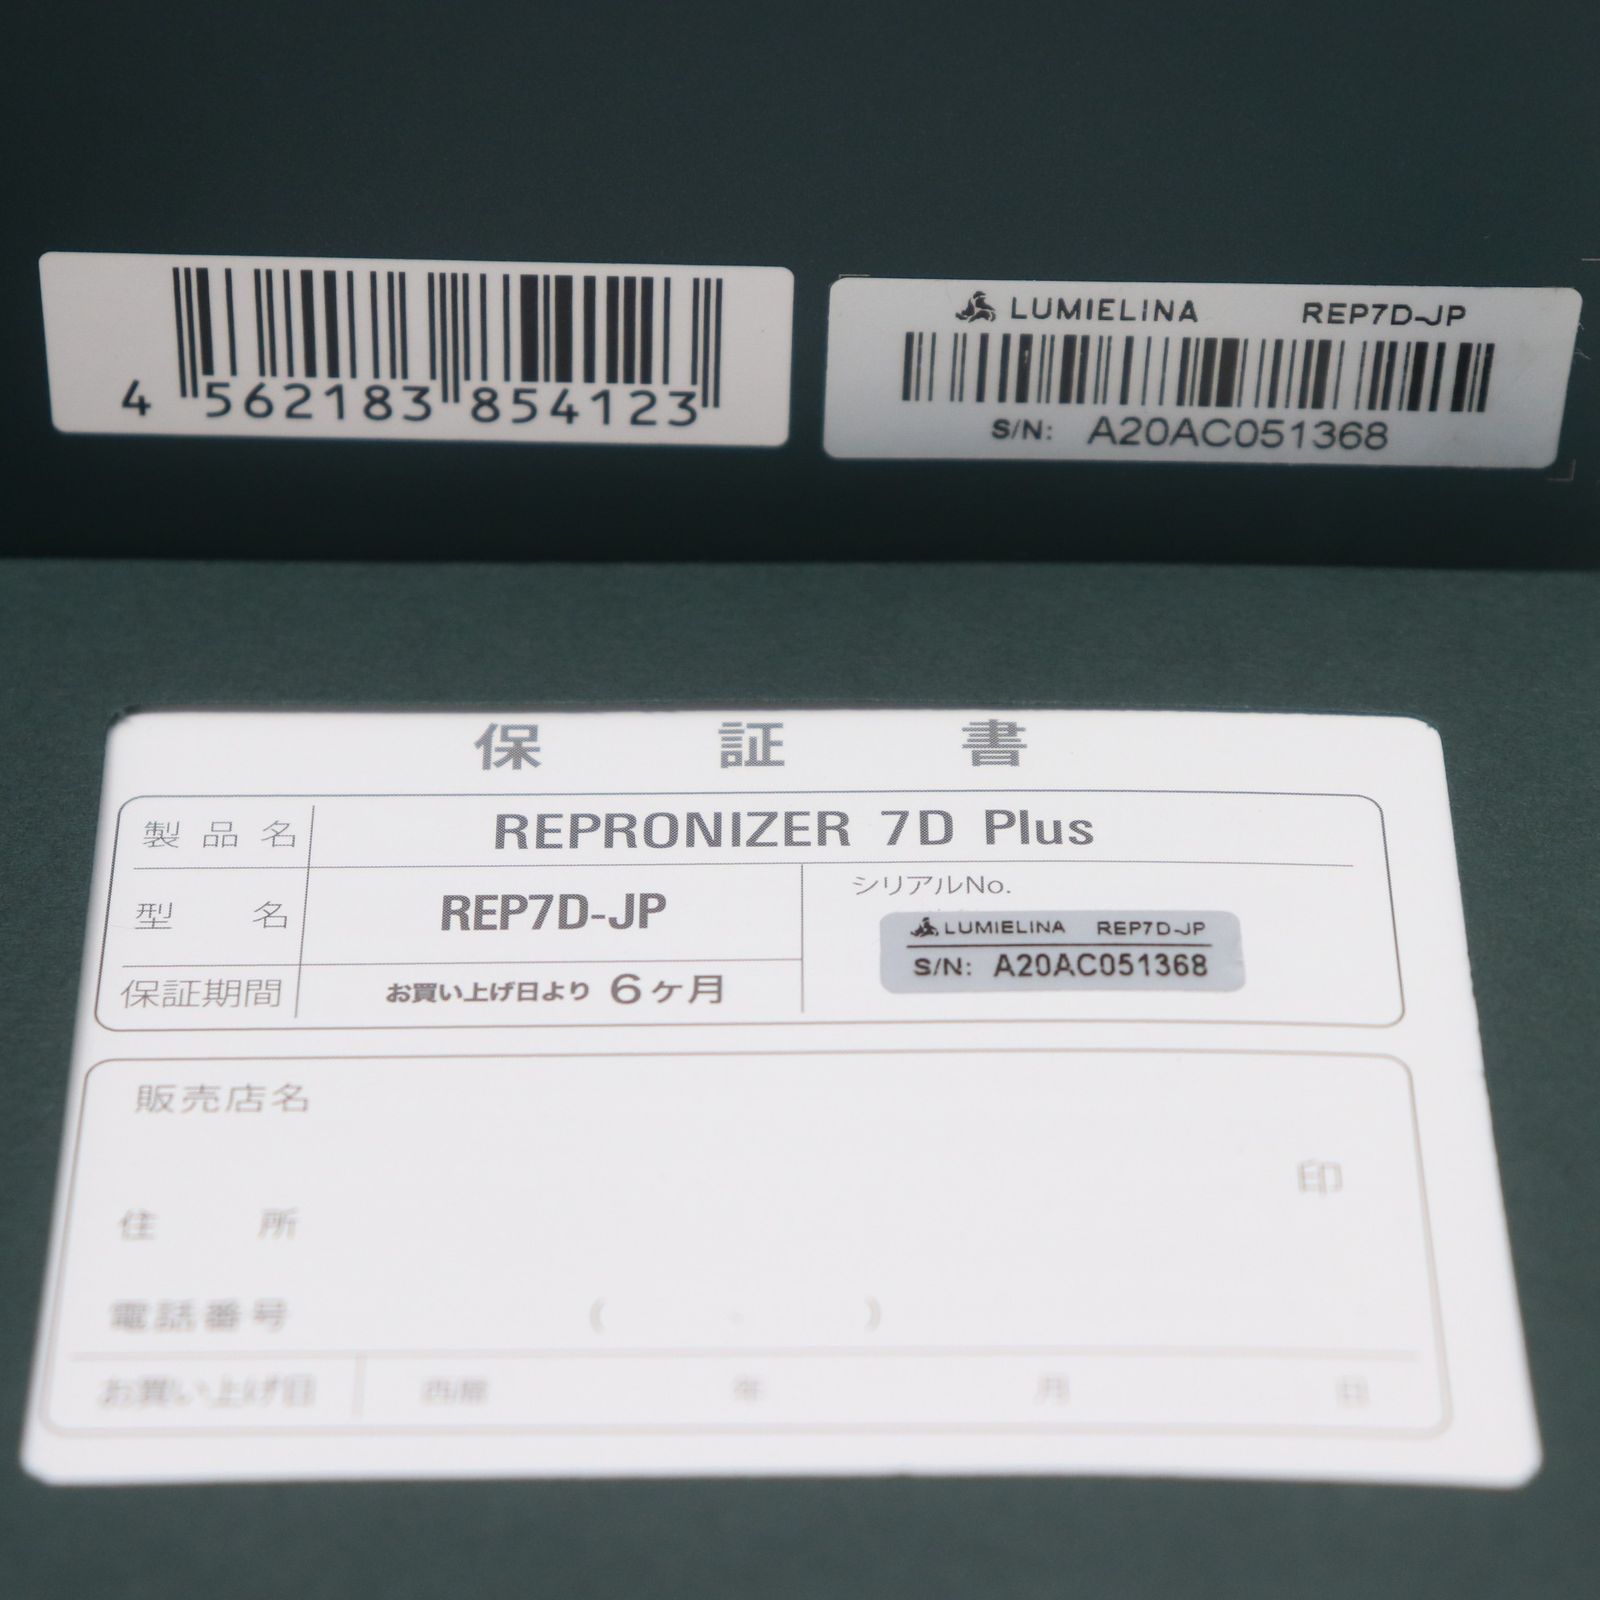 4 562183 854123
LUMIELINA REP7D-JP
S/N: A20AC051368
保証書
製品名 REPRONIZER 7D Plus
型名 REP7D-JP
シリアルNo.
LUMIELINA REP7D-JP
S/N: A20AC051368
保証期間 お買い上げ日より 6ヶ月
販売店名
印
住所
電話番号 ( - )
お買い上げ日 西暦 年 月 日